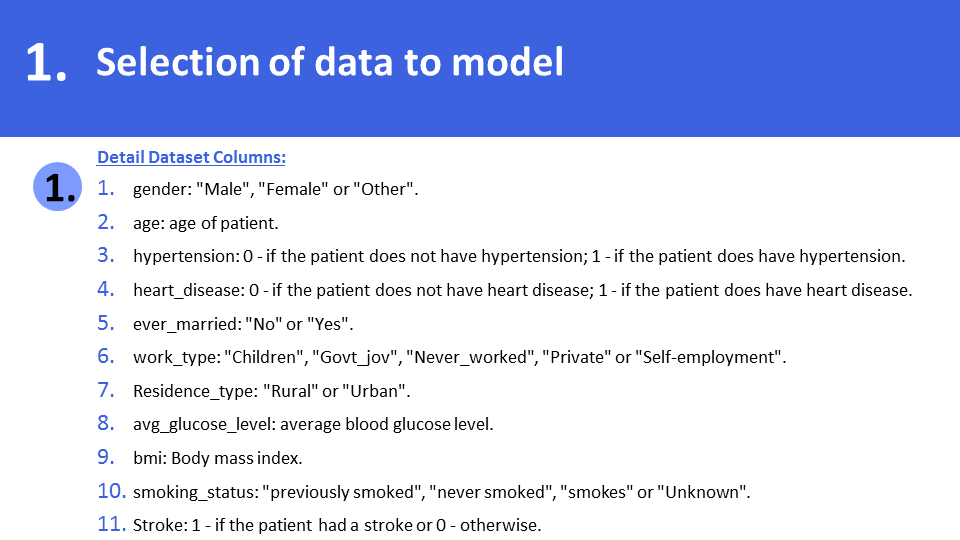 1. Selection of data to model
Detail Dataset Columns:
1.
1. gender: "Male", "Female" or "Other".
2. age: age of patient.
3. hypertension: 0 - if the patient does not have hypertension; 1 - if the patient does have hypertension.
4. heart_disease: 0 - if the patient does not have heart disease; 1 - if the patient does have heart disease.
5. ever_married: "No" or "Yes".
6. work_type: "Children", "Govt_jov", "Never_worked", "Private" or "Self-employment".
7. Residence_type: "Rural" or "Urban".
8. avg_glucose_level: average blood glucose level.
9. bmi: Body mass index.
10. smoking_status: "previously smoked", "never smoked", "smokes" or "Unknown".
11. Stroke: 1 - if the patient had a stroke or 0 - otherwise.